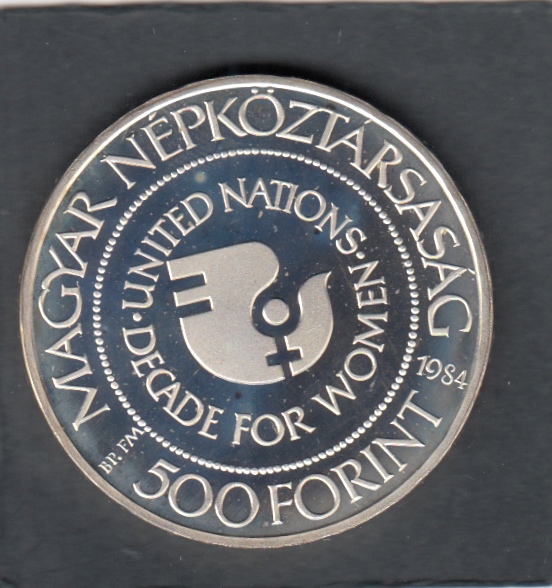 MAGYAR NÉPKÖZTÁRSASÁG
1984
500 FORINT
BP. FM
·UNITED NATIONS·
DECADE FOR WOMEN